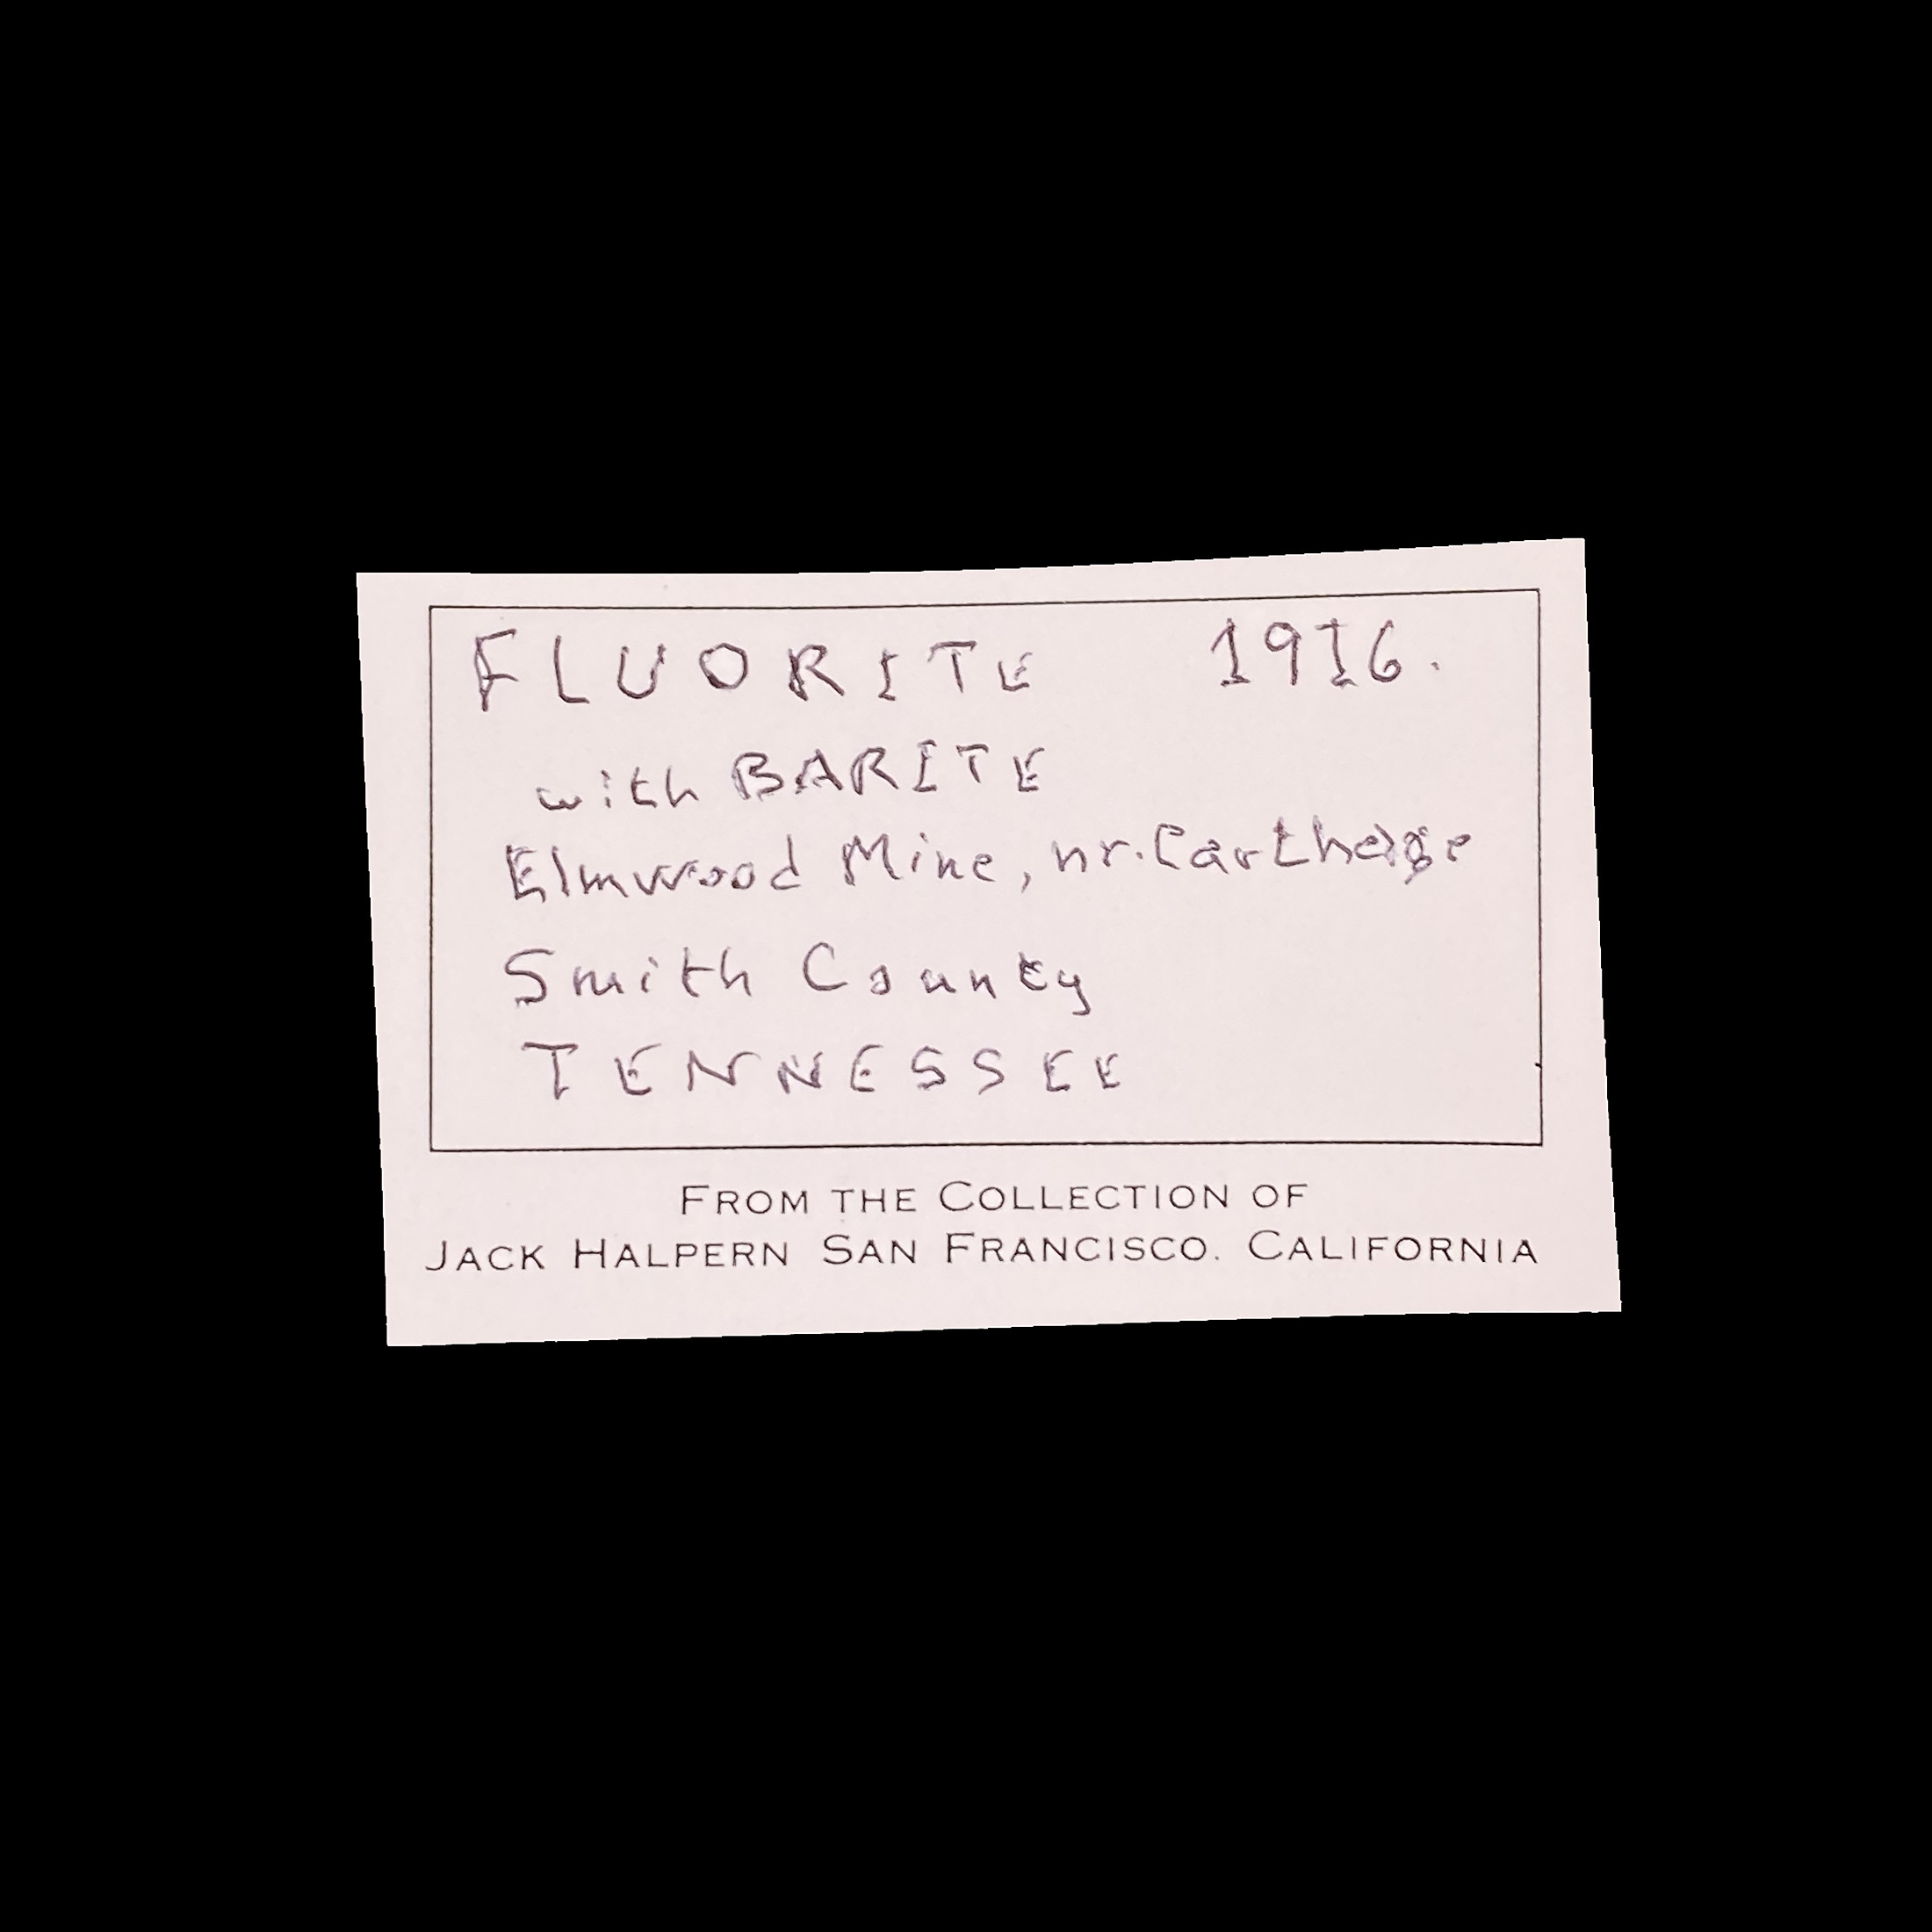 FLUORITE 1916.
with BARITE
Elmwood Mine, nr. Carthage
Smith County
TENNESSEE
FROM THE COLLECTION OF
JACK HALPERN SAN FRANCISCO. CALIFORNIA